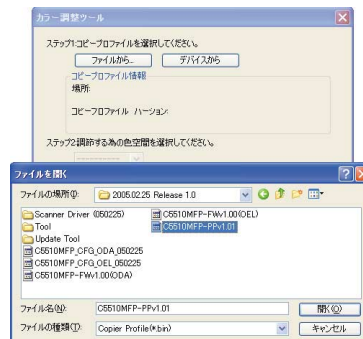 カラー調整ツール
ステップ1:コピープロファイルを選択してください。
ファイルから... デバイスから
コピープロファイル情報
場所:
コピープロファイル バージョン:
ステップ2:調節する為の色空間を選択してください。
ファイルを開く
ファイルの場所(I): 2005.02.25 Release 1.0
Scanner Driver (050225)
Tool
Update Tool
C5510MFP_CFG_ODA_050225
C5510MFP_CFG_OEL_050225
C5510MFP-FWv1.00(ODA)
C5510MFP-FWv1.00(OEL)
C5510MFP-PPv1.01
ファイル名(N): C5510MFP-PPv1.01 開く(O)
ファイルの種類(T): Copier Profile(*.bin) キャンセル